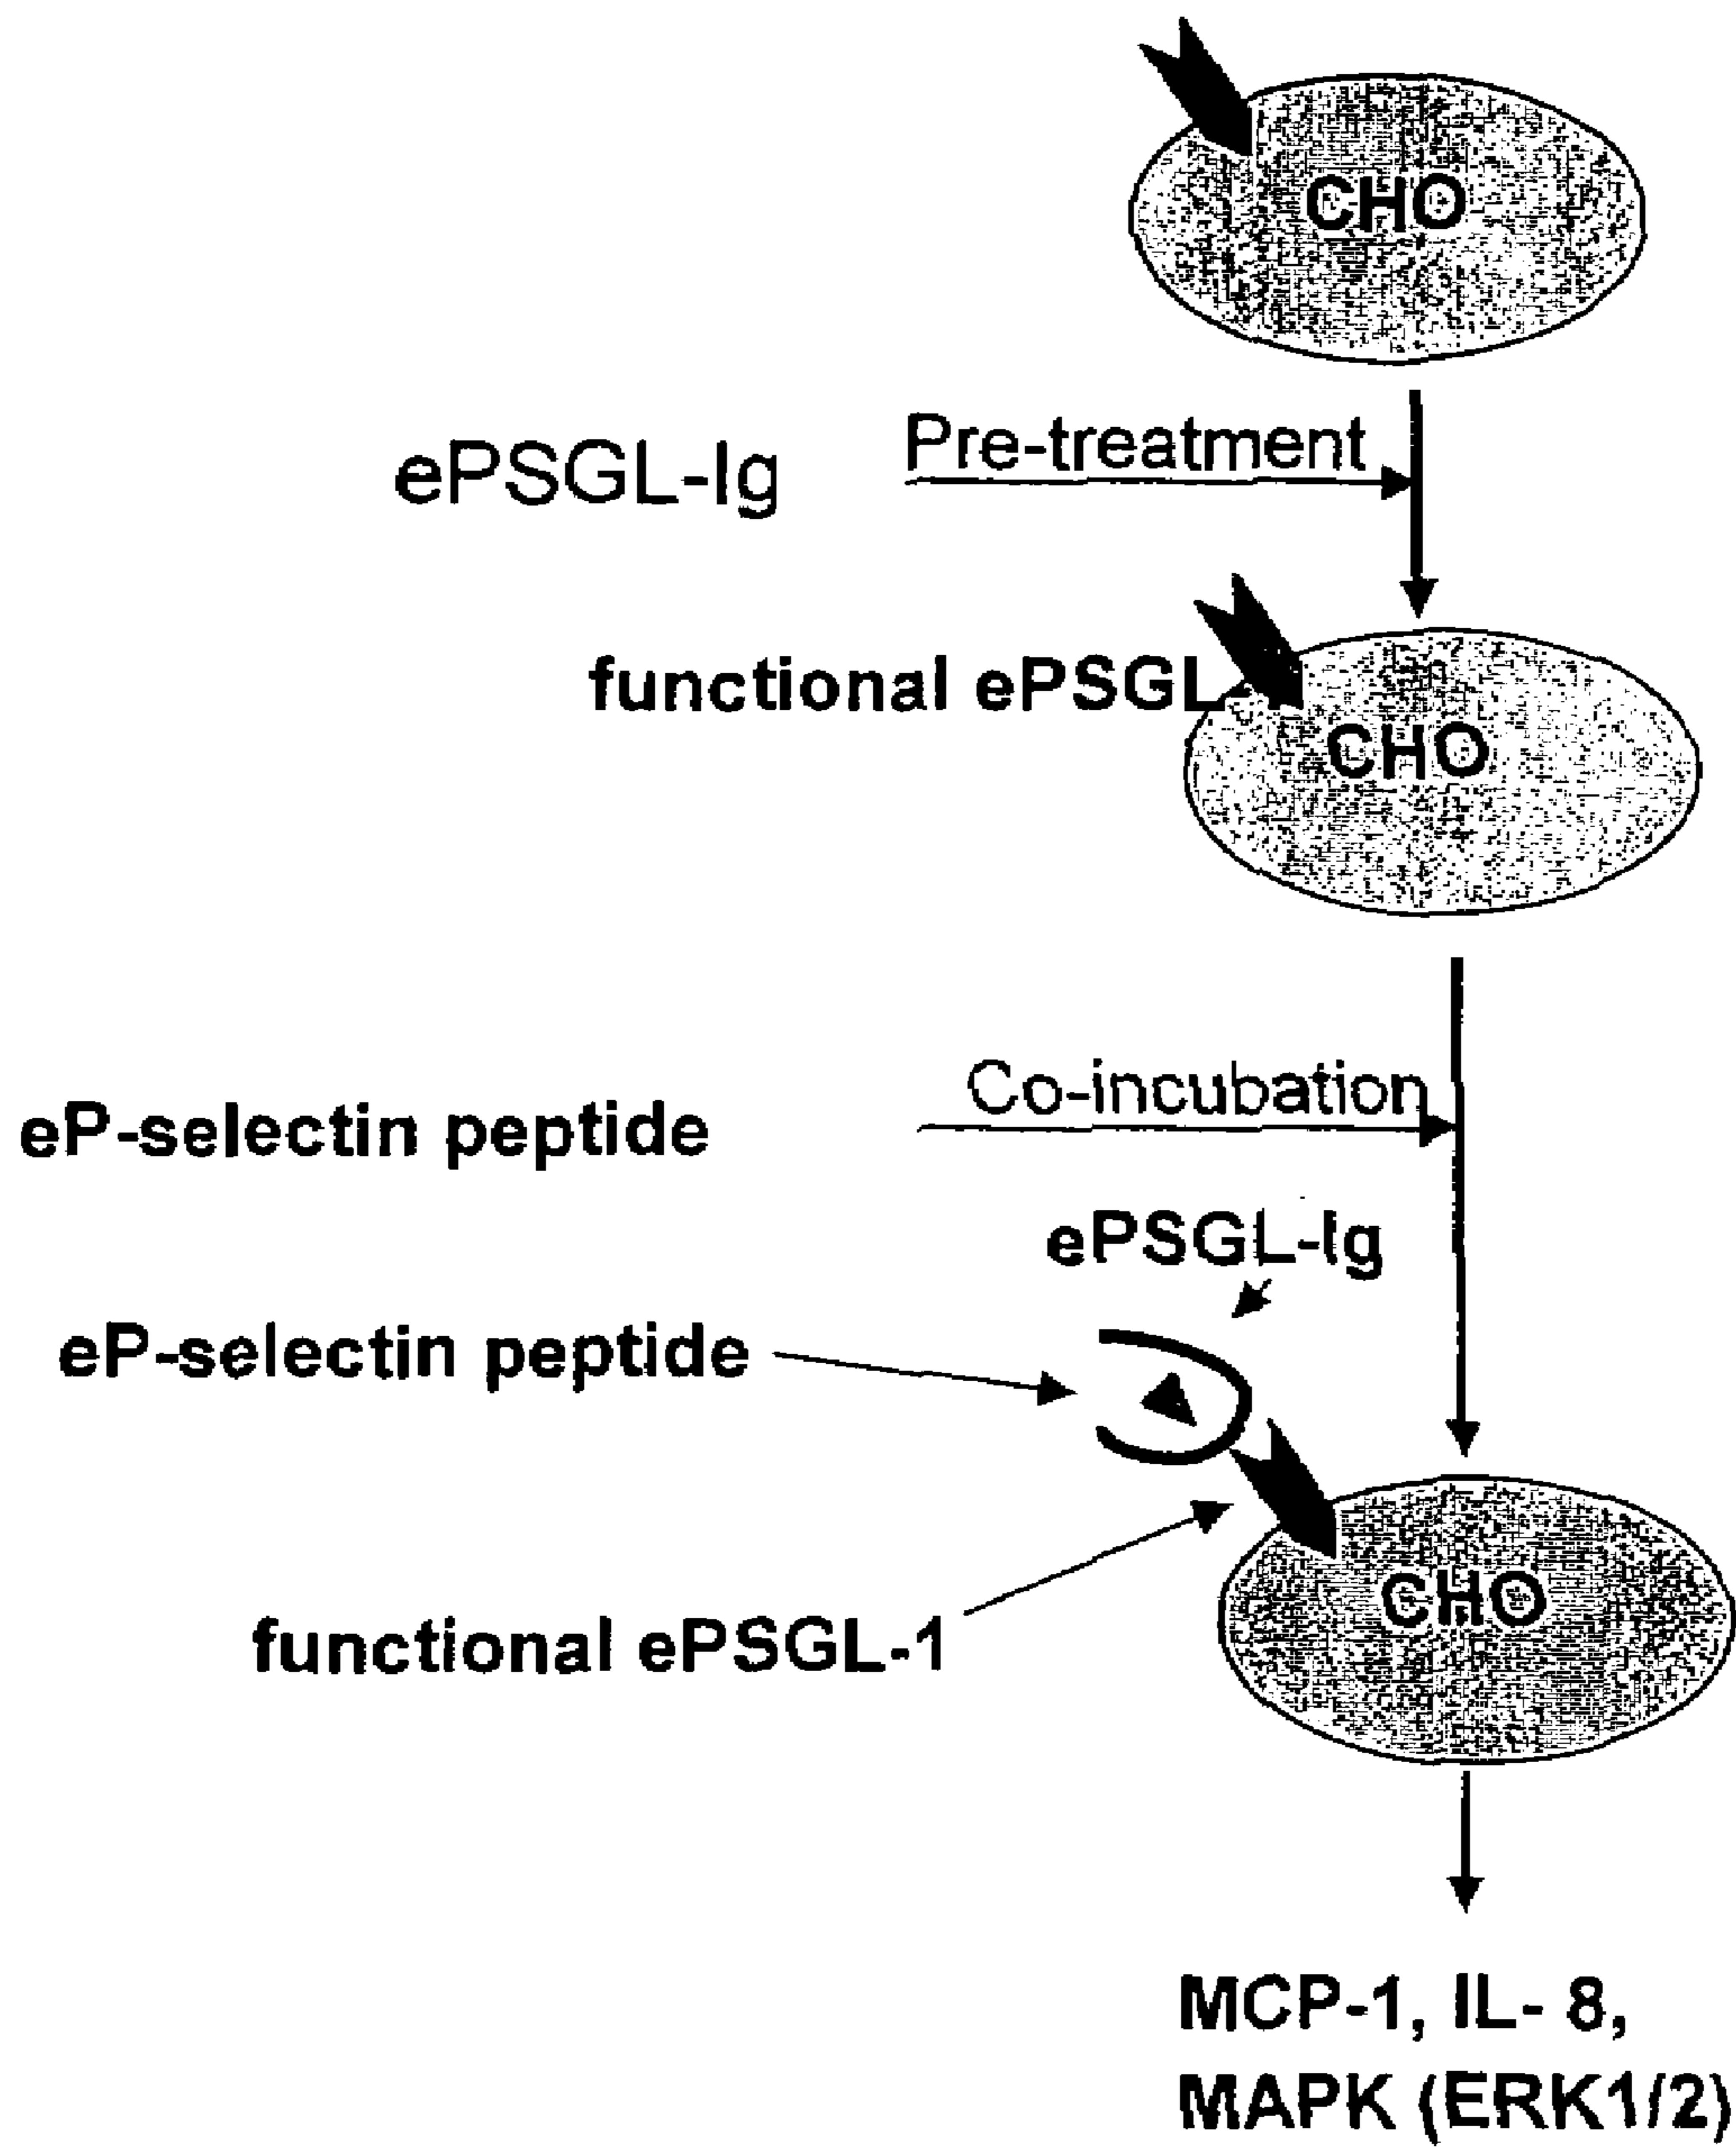 CHO
Pre-treatment
ePSGL-Ig
functional ePSGL
CHO
Co-incubation
eP-selectin peptide
ePSGL-Ig
eP-selectin peptide
CHO
functional ePSGL-1
MCP-1, IL- 8,
MAPK (ERK1/2)